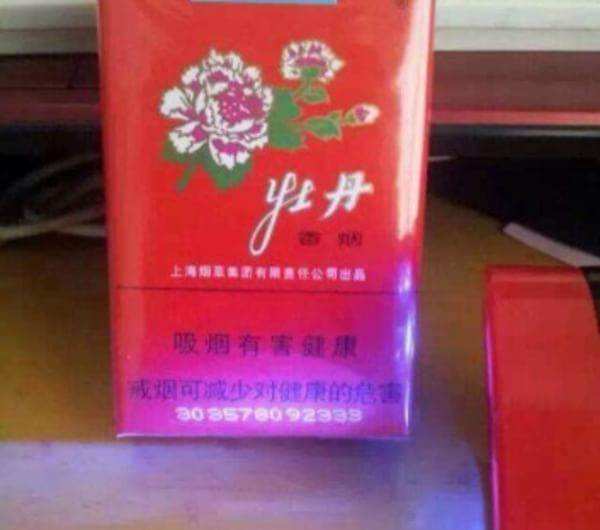 牡丹
香烟
上海烟草集团有限责任公司出品
吸烟有害健康
戒烟可减少对健康的危害
303578092333